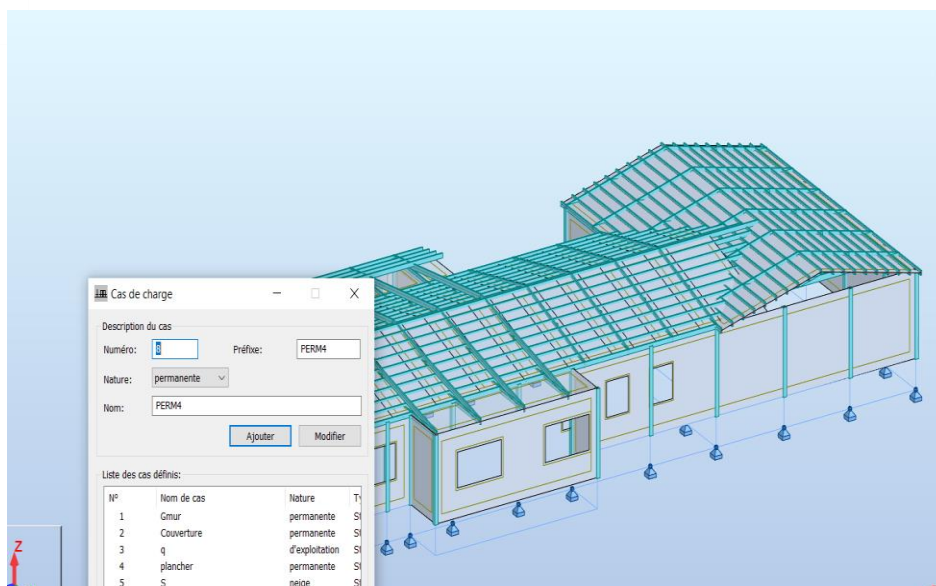 Cas de charge
Description du cas
Numéro: 8 Préfixe: PERM4
Nature: permanente
Nom: PERM4
Ajouter Modifier
Liste des cas définis:
N° Nom de cas Nature
1 Gmur permanente
2 Couverture permanente
3 q d'exploitation
4 plancher permanente
5 S neige
Z